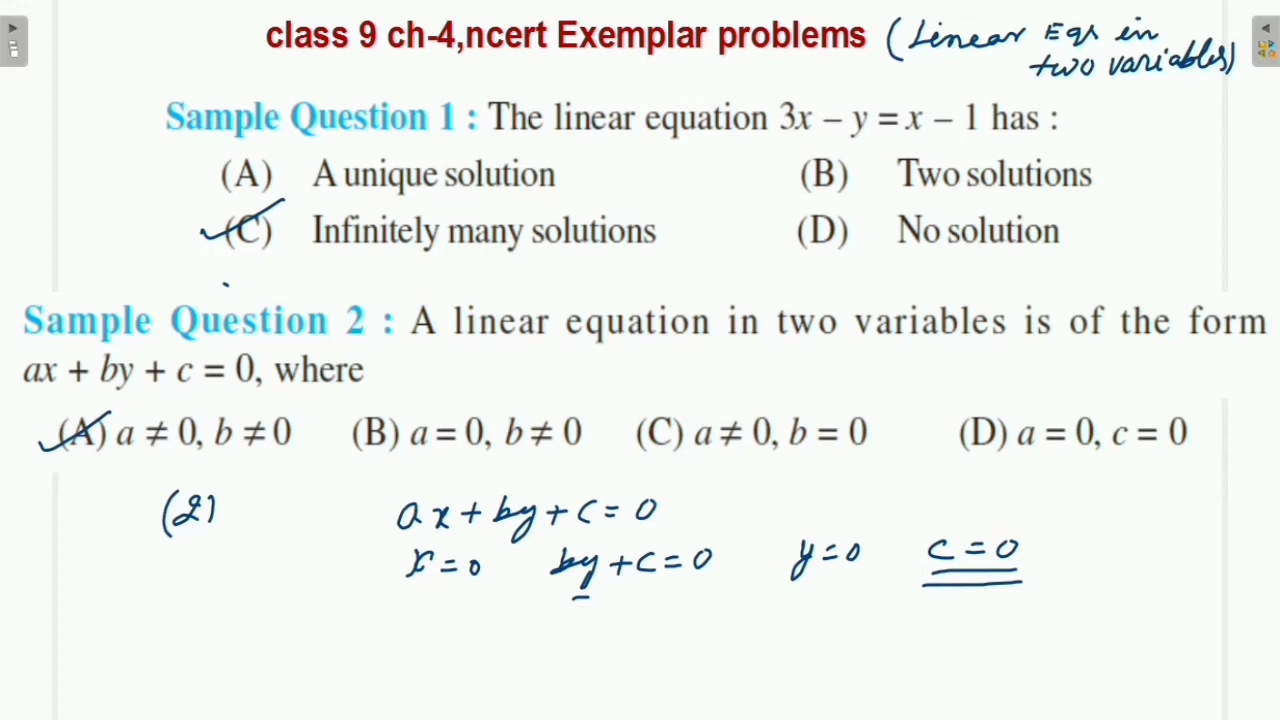 class 9 ch-4,ncert Exemplar problems (Linear Eqs in
two variables)
Sample Question 1 : The linear equation 3x – y = x – 1 has :
(A) A unique solution (B) Two solutions
(C) Infinitely many solutions (D) No solution
Sample Question 2 : A linear equation in two variables is of the form
ax + by + c = 0, where
(A) a ≠ 0, b ≠ 0 (B) a = 0, b ≠ 0 (C) a ≠ 0, b = 0 (D) a = 0, c = 0
(2) ax + by + c = 0
x = 0 by + c = 0 y = 0 c = 0